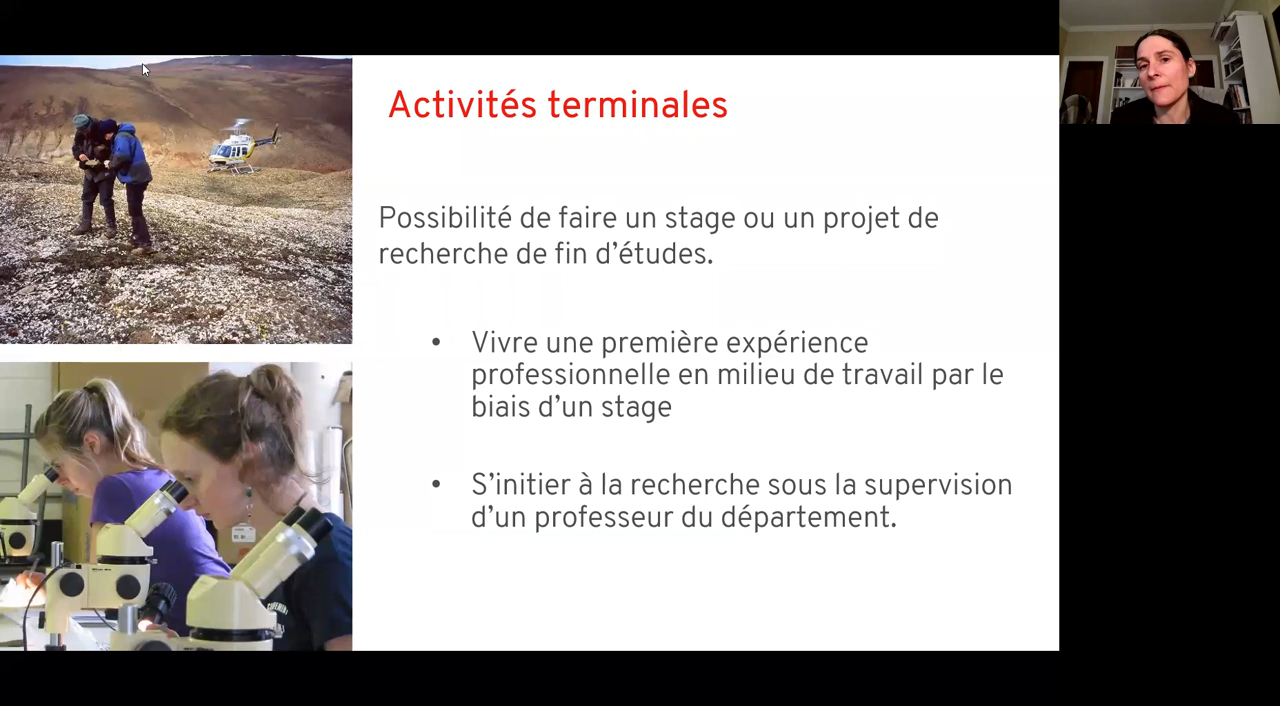 Activités terminales
Possibilité de faire un stage ou un projet de
recherche de fin d’études.
• Vivre une première expérience
professionnelle en milieu de travail par le
biais d’un stage
• S’initier à la recherche sous la supervision
d’un professeur du département.